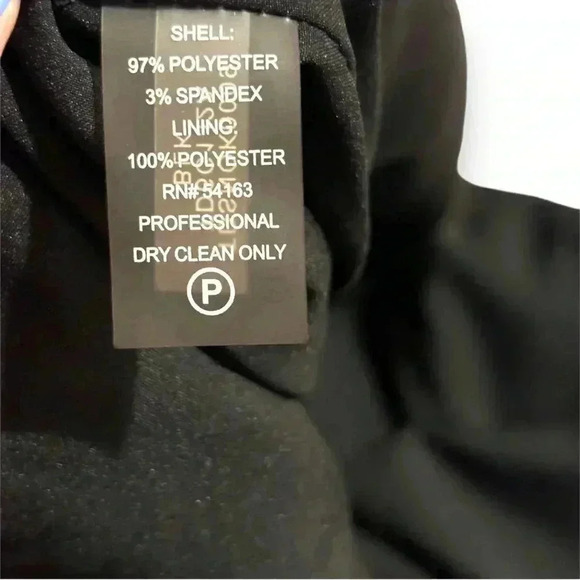 SHELL:
97% POLYESTER
3% SPANDEX
LINING:
100% POLYESTER
RN# 54163
PROFESSIONAL
DRY CLEAN ONLY
P